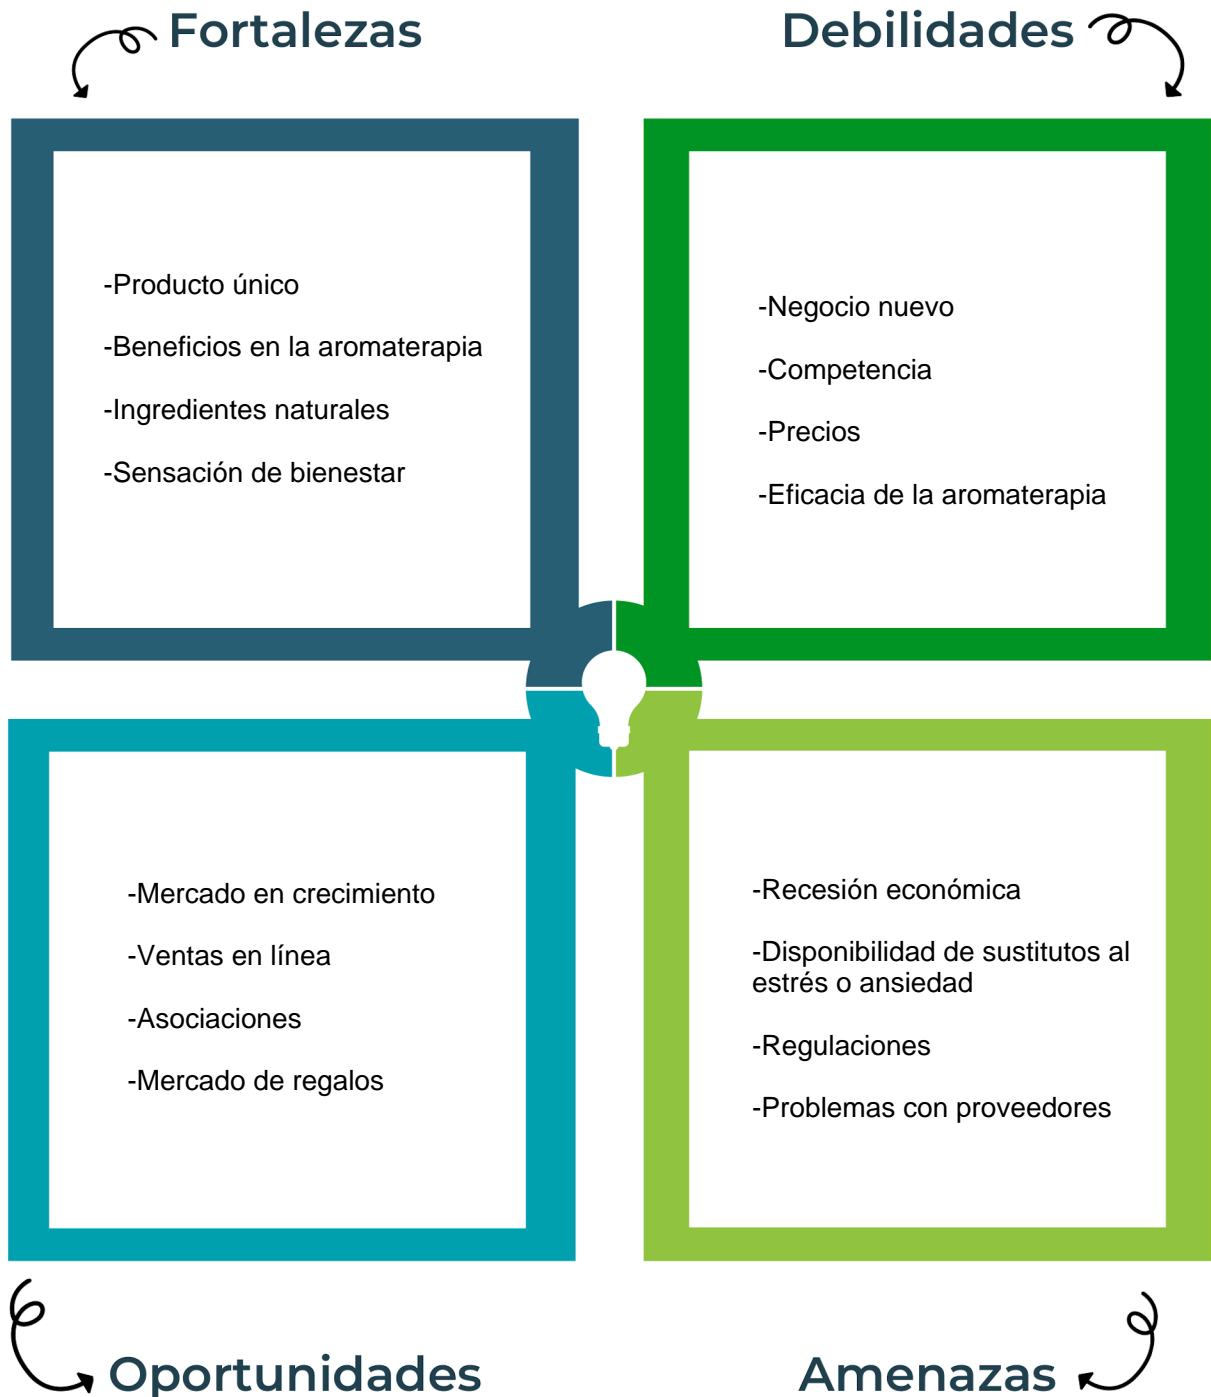 Fortalezas
-Producto único
-Beneficios en la aromaterapia
-Ingredientes naturales
-Sensación de bienestar
Debilidades
-Negocio nuevo
-Competencia
-Precios
-Eficacia de la aromaterapia
-Mercado en crecimiento
-Ventas en línea
-Asociaciones
-Mercado de regalos
Oportunidades
-Recesión económica
-Disponibilidad de sustitutos al
estrés o ansiedad
-Regulaciones
-Problemas con proveedores
Amenazas